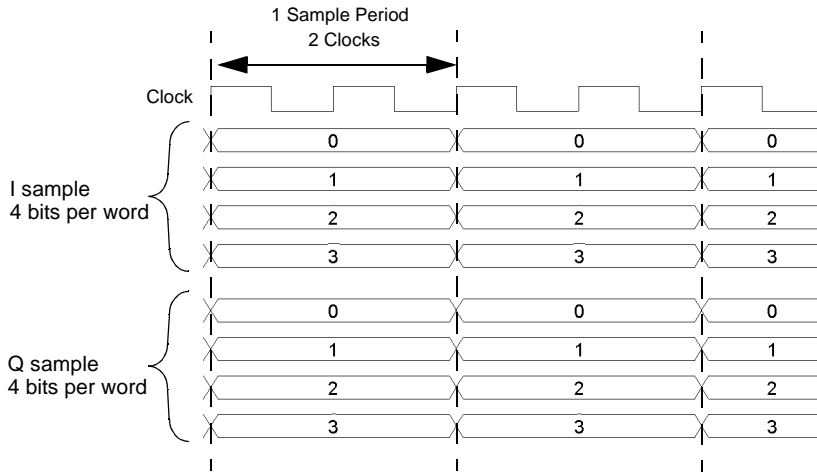 1 Sample Period
2 Clocks
Clock
0 0 0
I sample
4 bits per word
1 1 1
2 2 2
3 3 3
0 0 0
Q sample
4 bits per word
1 1 1
2 2 2
3 3 3